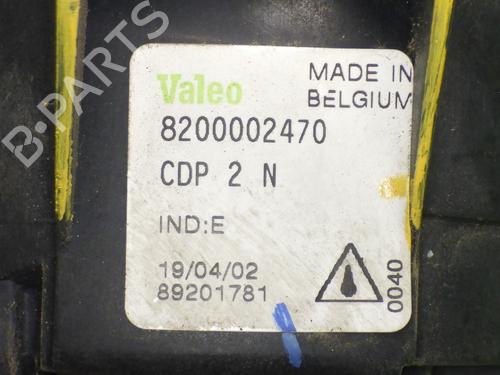 B-PARTS
Valeo
MADE IN
BELGIUM
8200002470
CDP 2 N
IND:E
19/04/02
89201781
0040